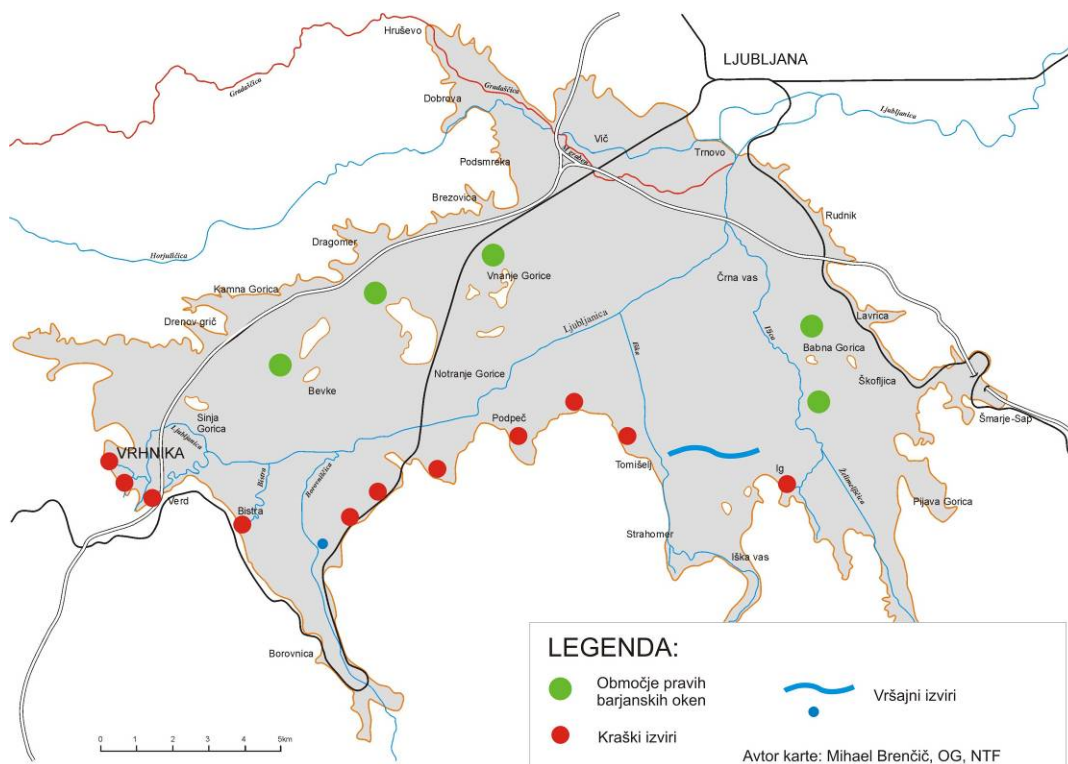 Hruševo
LJUBLJANA
Gradaščica
Gradaščica
Dobrova
Ljubljanica
Vič
M.graben
Trnovo
Podsmreka
Brezovica
Rudnik
Dragomer
Horjulščica
Vnanje Gorice
Črna vas
Kamna Gorica
Drenov grič
Ljubljanica
Lavrica
Iška
Išica
Babna Gorica
Notranje Gorice
Škofljica
Bevke
Sinja
Gorica
Podpeč
Šmarje-Sap
Ljubljanica
VRHNIKA
Tomišelj
Ig
Bistra
Borovniščica
Želimeljščica
Verd
Bistra
Pijava Gorica
Strahomer
Iška vas
Borovnica
LEGENDA:
Območje pravih
barjanskih oken
Vršajni izviri
Kraški izviri
0 1 2 3 4 5km
Avtor karte: Mihael Brenčič, OG, NTF